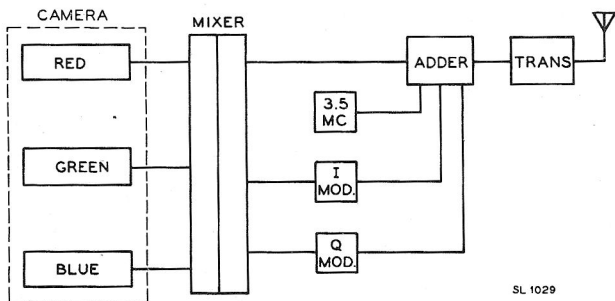 CAMERA
MIXER
RED
ADDER
TRANS
3.5
MC
GREEN
I
MOD.
Q
MOD.
BLUE
SL 1029